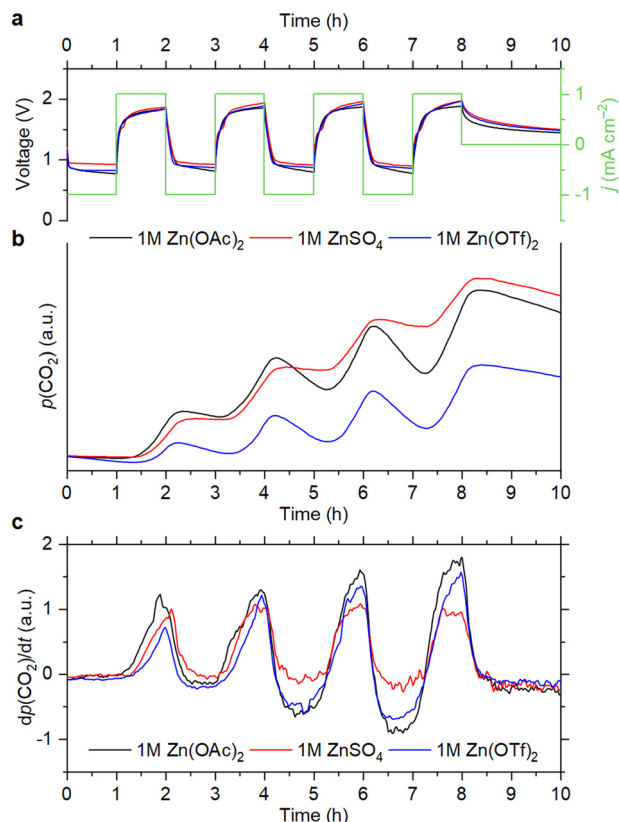 a
Time (h)
0 1 2 3 4 5 6 7 8 9 10
Voltage (V)
2
1
0
j (mA cm⁻²)
1
0
-1
b
1M Zn(OAc)₂ 1M ZnSO₄ 1M Zn(OTf)₂
p(CO₂) (a.u.)
0 1 2 3 4 5 6 7 8 9 10
Time (h)
c
dp(CO₂)/dt (a.u.)
2
1
0
-1
1M Zn(OAc)₂ 1M ZnSO₄ 1M Zn(OTf)₂
0 1 2 3 4 5 6 7 8 9 10
Time (h)